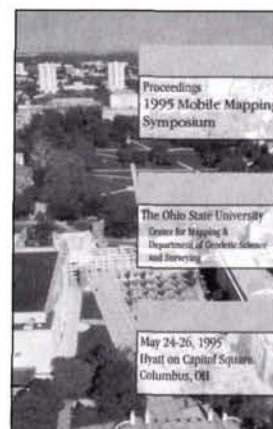 Proceedings
1995 Mobile Mapping
Symposium
The Ohio State University
Center for Mapping &
Department of Geodetic Science
and Surveying
May 24-26, 1995
Hyatt on Capitol Square
Columbus, OH